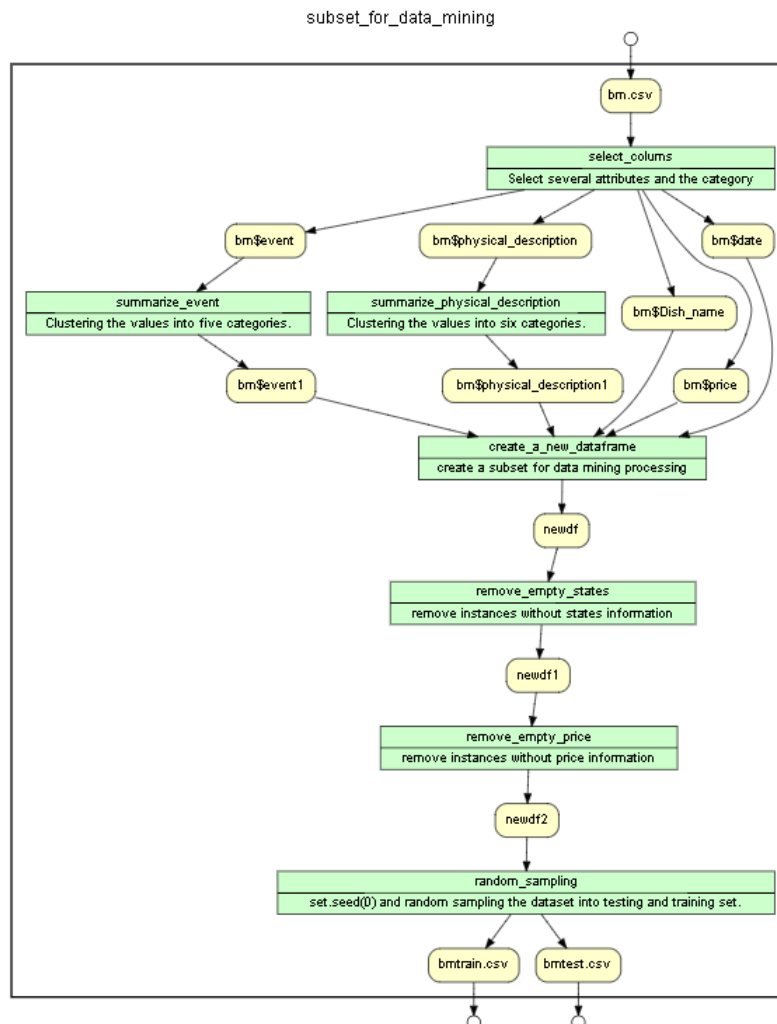 subset_for_data_mining
bm.csv
select_colums
Select several attributes and the category
bm$event
bm$physical_description
bm$date
summarize_event
Clustering the values into five categories.
summarize_physical_description
Clustering the values into six categories.
bm$Dish_name
bm$event1
bm$physical_description1
bm$price
create_a_new_dataframe
create a subset for data mining processing
newdf
remove_empty_states
remove instances without states information
newdf1
remove_empty_price
remove instances without price information
newdf2
random_sampling
set.seed(0) and random sampling the dataset into testing and training set.
bmtrain.csv
bmtest.csv